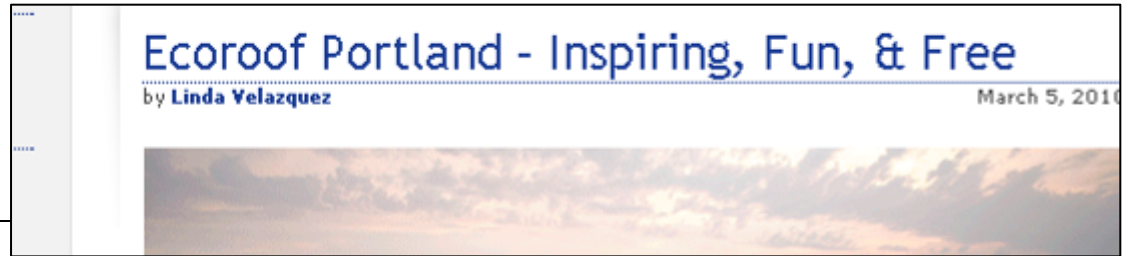 Ecoroof Portland - Inspiring, Fun, & Free
by Linda Velazquez March 5, 2010